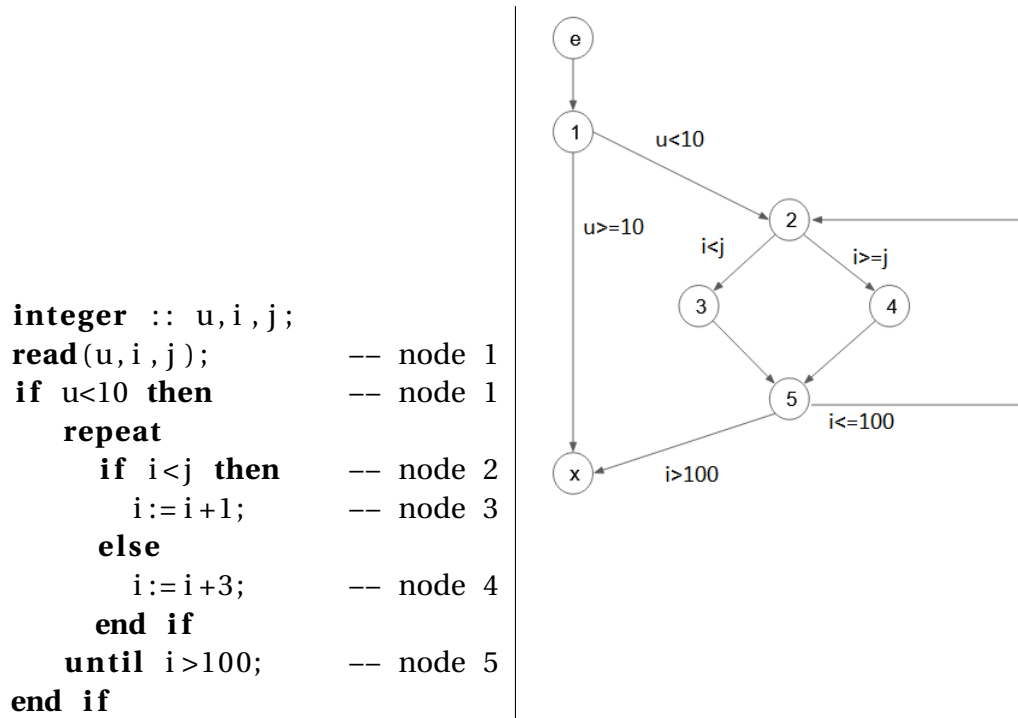 integer :: u,i,j;
read(u,i,j); -- node 1
if u<10 then -- node 1
repeat
if i<j then -- node 2
i:=i+1; -- node 3
else
i:=i+3; -- node 4
end if
until i>100; -- node 5
end if
e
1
u<10
2
u>=10
i<j
i>=j
3
4
5
i<=100
x
i>100